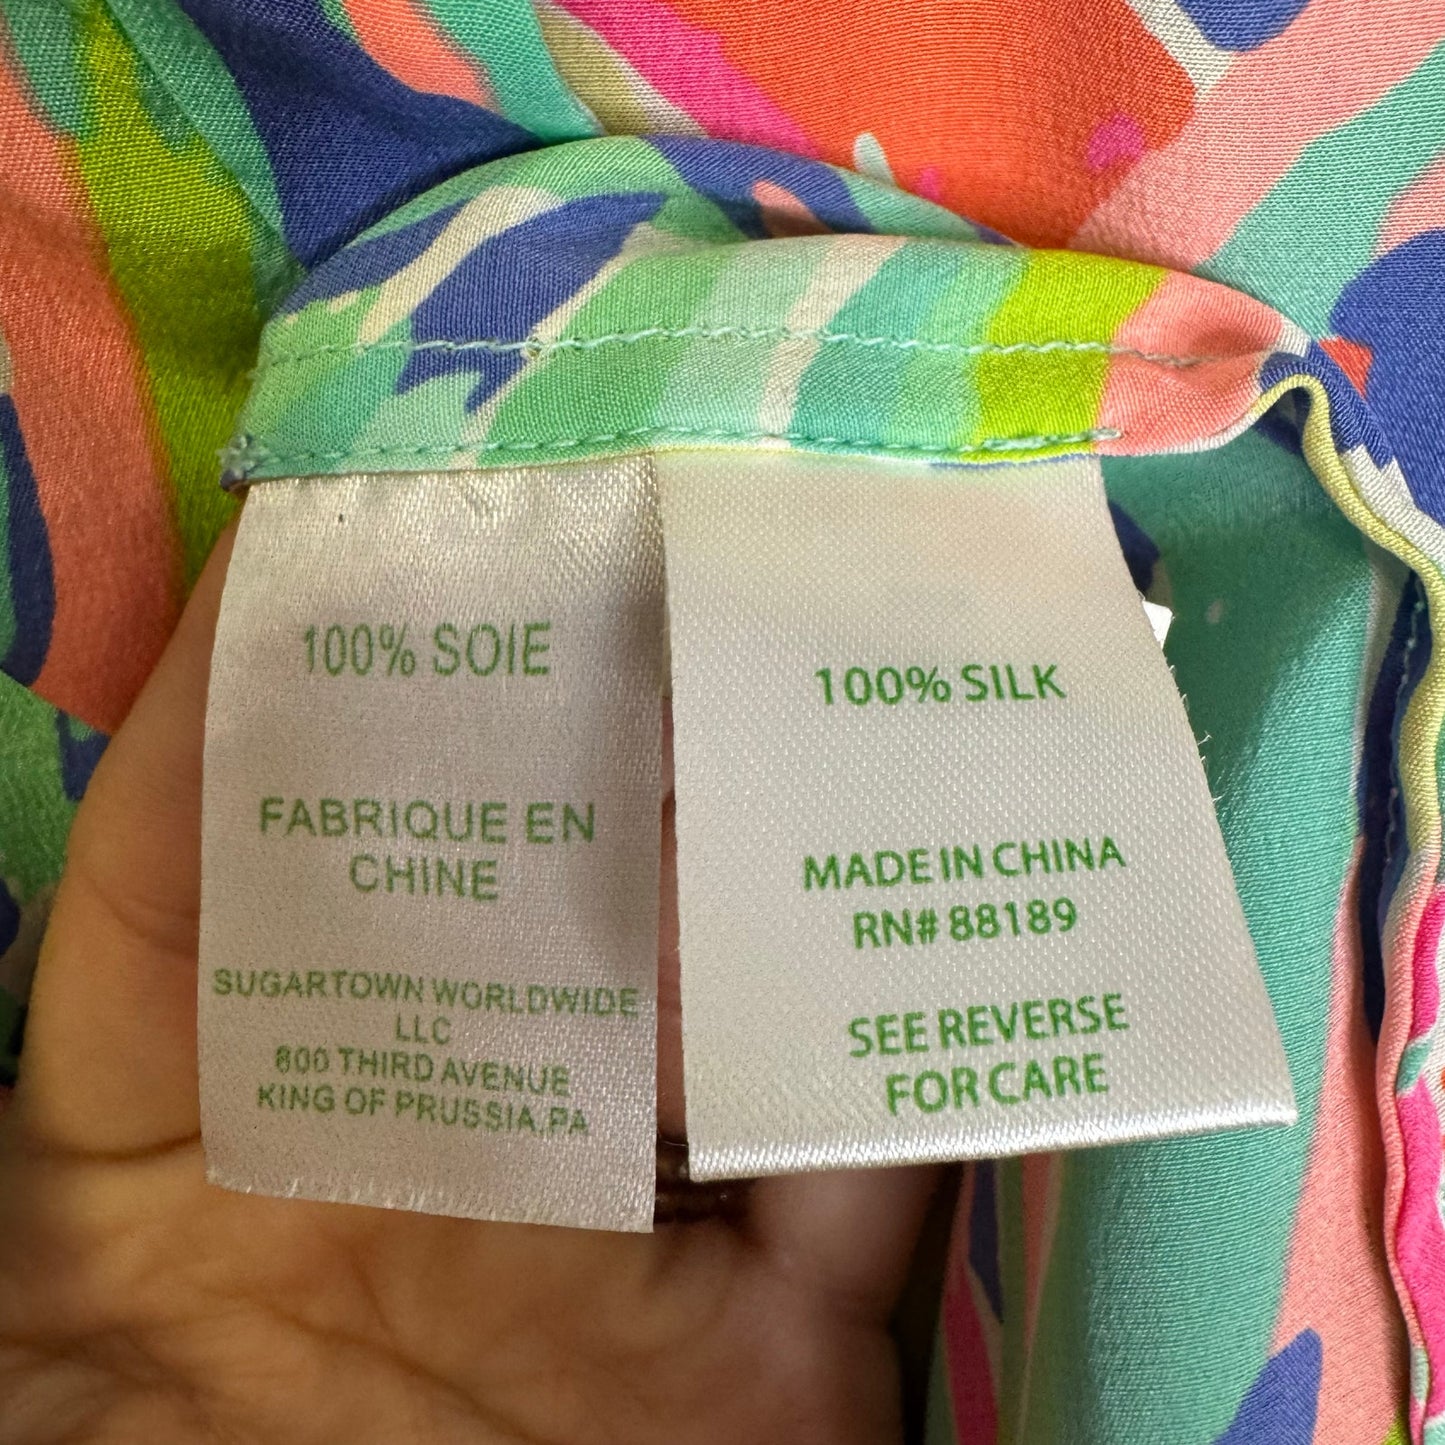 100% SOIE
FABRIQUE EN
CHINE
SUGARTOWN WORLDWIDE
LLC
800 THIRD AVENUE
KING OF PRUSSIA,PA
100% SILK
MADE IN CHINA
RN# 88189
SEE REVERSE
FOR CARE